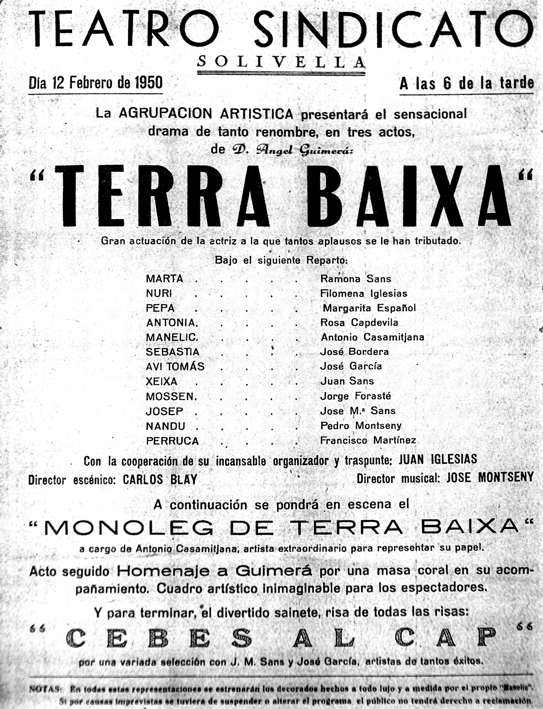 TEATRO SINDICATO
SOLIVELLA
Día 12 Febrero de 1950 A las 6 de la tarde
La AGRUPACION ARTISTICA presentará el sensacional
drama de tanto renombre, en tres actos,
de D. Angel Guimerá:
"TERRA BAIXA"
Gran actuación de la actriz a la que tantos aplausos se le han tributado.
Bajo el siguiente Reparto:
MARTA . . . . Ramona Sans
NURI . . . . Filomena Iglesias
PEPA . . . . Margarita Español
ANTONIA. . . . . Rosa Capdevila
MANELIC. . . . . Antonio Casamitjana
SEBASTIA . . . . José Bordera
AVI TOMÁS . . . . José García
XEIXA . . . . Juan Sans
MOSSEN. . . . . Jorge Forasté
JOSEP . . . . Jose M.ª Sans
NANDU . . . . Pedro Montseny
PERRUCA . . . . Francisco Martínez
Con la cooperación de su incansable organizador y traspunte: JUAN IGLESIAS
Director escénico: CARLOS BLAY Director musical: JOSE MONTSENY
A continuación se pondrá en escena el
"MONOLEG DE TERRA BAIXA"
a cargo de Antonio Casamitjana, artista extraordinario para representar su papel.
Acto seguido Homenaje a Guimerá por una masa coral en su acom-
pañamiento. Cuadro artístico inimaginable para los espectadores.
Y para terminar, el divertido sainete, risa de todas las risas:
"CEBES AL CAP"
por una variada selección con J. M. Sans y José García, artistas de tantos éxitos.
NOTAS: En todas estas representaciones se estrenarán los decorados hechos a todo lujo y a medida por el propio "Manelic".
Si por causas imprevistas se tuviera de suspender o alterar el programa el público no tendrá derecho a reclamación